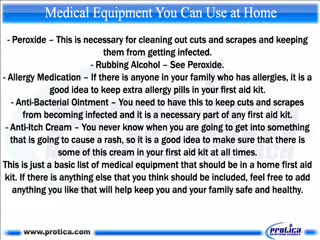 Medical Equipment You Can Use at Home
- Peroxide – This is necessary for cleaning out cuts and scrapes and keeping
them from getting infected.
- Rubbing Alcohol – See Peroxide.
- Allergy Medication – If there is anyone in your family who has allergies, it is a
good idea to keep extra allergy pills in your first aid kit.
- Anti-Bacterial Ointment – You need to have this to keep cuts and scrapes
from becoming infected and it is a necessary part of any first aid kit.
- Anti-Itch Cream – You never know when you are going to get into something
that is going to cause a rash, so it is a good idea to make sure that there is
some of this cream in your first aid kit at all times.
This is just a basic list of medical equipment that should be in a home first aid
kit. If there is anything else that you think should be included, feel free to add
anything you like that will help keep you and your family safe and healthy.
www.protica.com
protica